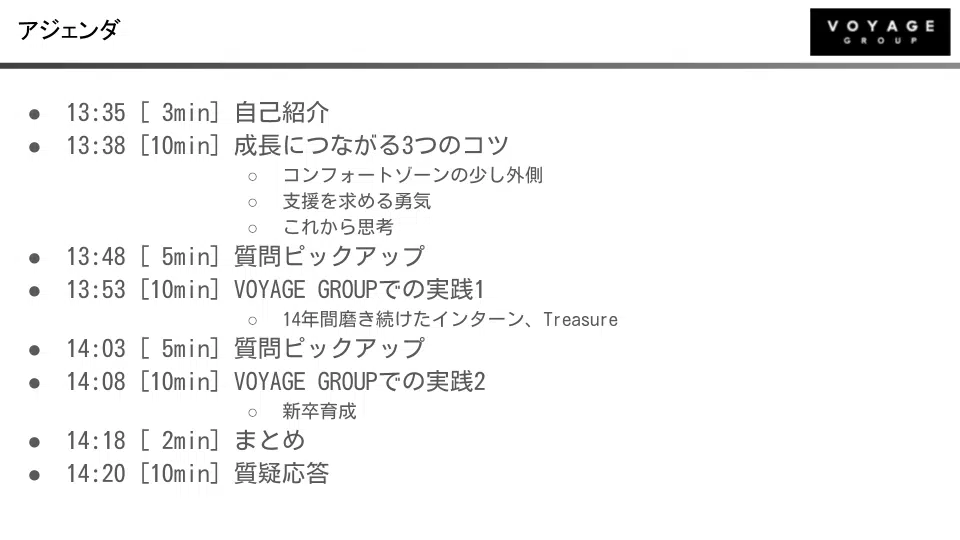 アジェンダ
VOYAGE
GROUP
● 13:35 [ 3min] 自己紹介
● 13:38 [10min] 成長につながる3つのコツ
○ コンフォートゾーンの少し外側
○ 支援を求める勇気
○ これから思考
● 13:48 [ 5min] 質問ピックアップ
● 13:53 [10min] VOYAGE GROUPでの実践1
○ 14年間磨き続けたインターン、Treasure
● 14:03 [ 5min] 質問ピックアップ
● 14:08 [10min] VOYAGE GROUPでの実践2
○ 新卒育成
● 14:18 [ 2min] まとめ
● 14:20 [10min] 質疑応答